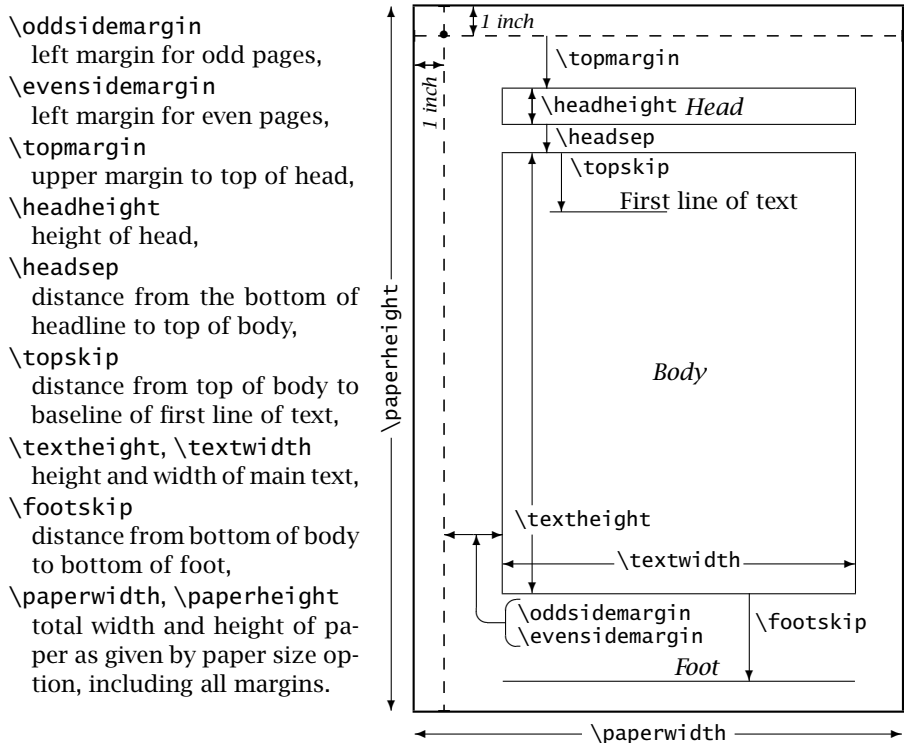 \oddsidemargin
left margin for odd pages,
\evensidemargin
left margin for even pages,
\topmargin
upper margin to top of head,
\headheight
height of head,
\headsep
distance from the bottom of
headline to top of body,
\topskip
distance from top of body to
baseline of first line of text,
\textheight, \textwidth
height and width of main text,
\footskip
distance from bottom of body
to bottom of foot,
\paperwidth, \paperheight
total width and height of pa-
per as given by paper size op-
tion, including all margins.
1 inch
\topmargin
1 inch
\headheight Head
\headsep
\topskip
First line of text
\paperheight
Body
\textheight
\textwidth
\oddsidemargin
\evensidemargin
\footskip
Foot
\paperwidth